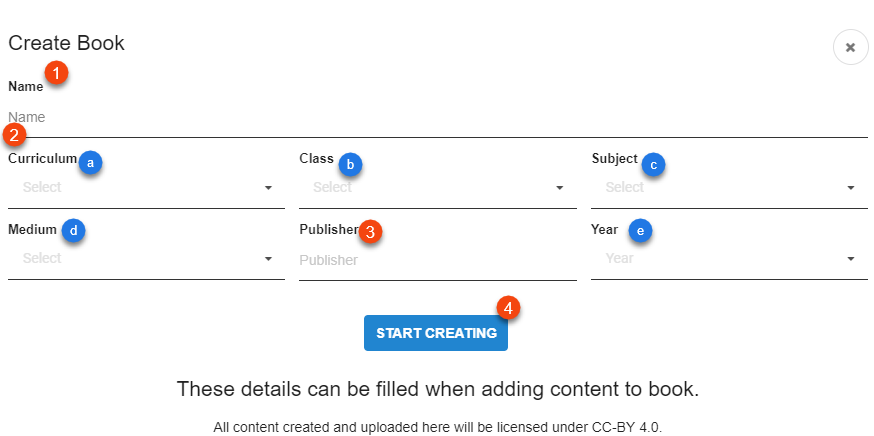 Create Book
1
Name
Name
2
Curriculum a Class b Subject c
Select Select Select
Medium d Publisher 3 Year e
Select Publisher Year
4
START CREATING
These details can be filled when adding content to book.
All content created and uploaded here will be licensed under CC-BY 4.0.